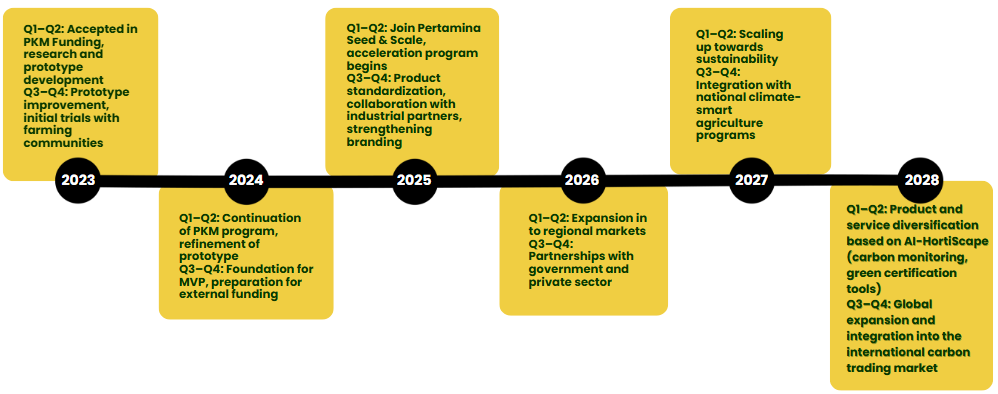 Q1–Q2: Accepted in
PKM Funding,
research and
prototype
development
Q3–Q4: Prototype
improvement,
initial trials with
farming
communities
2023
2024
Q1–Q2: Continuation
of PKM program,
refinement of
prototype
Q3–Q4: Foundation for
MVP, preparation for
external funding
Q1–Q2: Join Pertamina
Seed & Scale,
acceleration program
begins
Q3–Q4: Product
standardization,
collaboration with
industrial partners,
strengthening
branding
2025
2026
Q1–Q2: Expansion in
to regional markets
Q3–Q4:
Partnerships with
government and
private sector
Q1–Q2: Scaling
up towards
sustainability
Q3–Q4:
Integration with
national climate-
smart
agriculture
programs
2027
2028
Q1–Q2: Product and
service diversification
based on AI-HortiScape
(carbon monitoring,
green certification
tools)
Q3–Q4: Global
expansion and
integration into the
international carbon
trading market